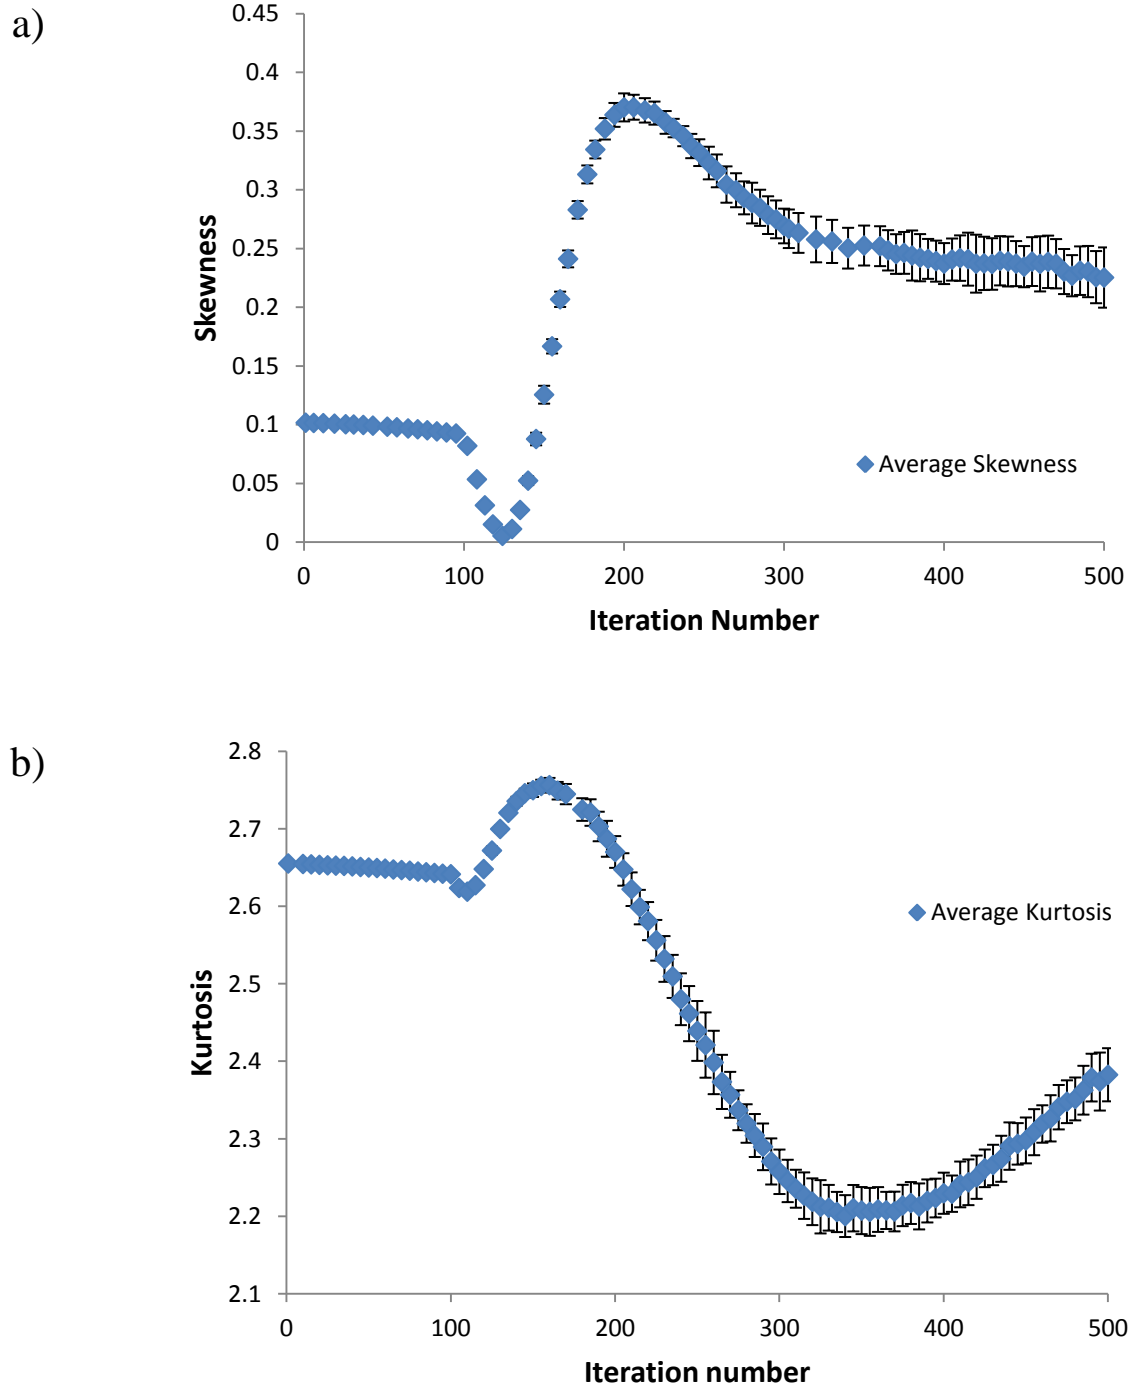 a)
0.45
0.4
0.35
0.3
0.25
0.2
0.15
0.1
0.05
0
Skewness
Average Skewness
0 100 200 300 400 500
Iteration Number
b)
2.8
2.7
2.6
2.5
2.4
2.3
2.2
2.1
Kurtosis
Average Kurtosis
0 100 200 300 400 500
Iteration number